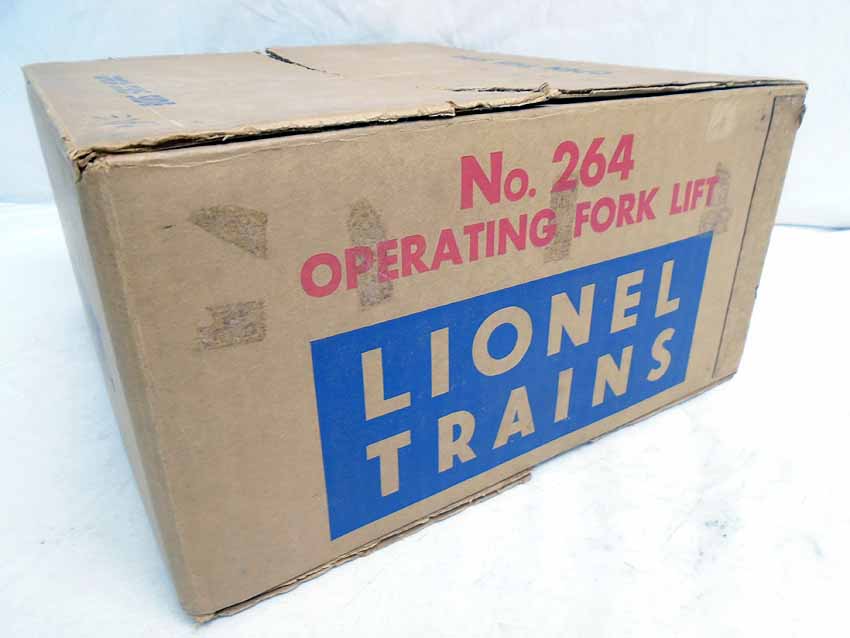 No. 264
OPERATING FORK LIFT
LIONEL
TRAINS